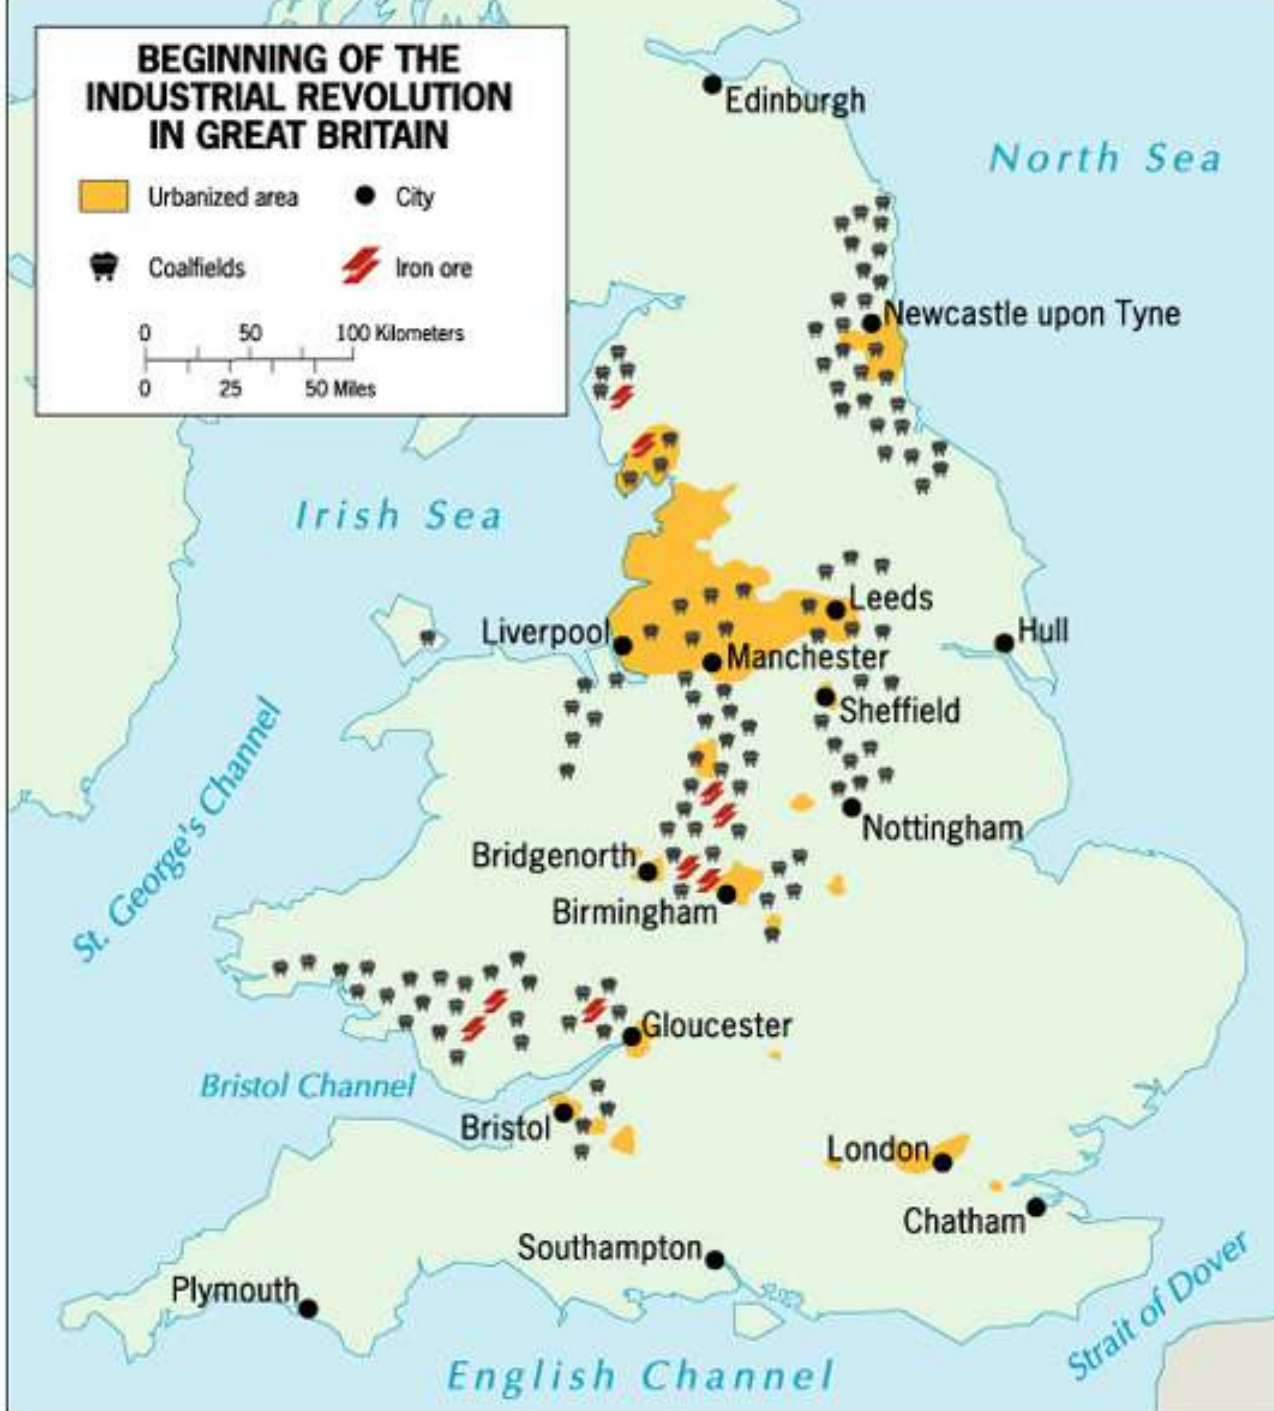 BEGINNING OF THE
INDUSTRIAL REVOLUTION
IN GREAT BRITAIN
Urbanized area
City
Coalfields
Iron ore
0 50 100 Kilometers
0 25 50 Miles
Edinburgh
North Sea
Newcastle upon Tyne
Irish Sea
Leeds
Liverpool
Hull
Manchester
Sheffield
St. George's Channel
Nottingham
Bridgenorth
Birmingham
Gloucester
Bristol Channel
Bristol
London
Chatham
Southampton
Plymouth
Strait of Dover
English Channel